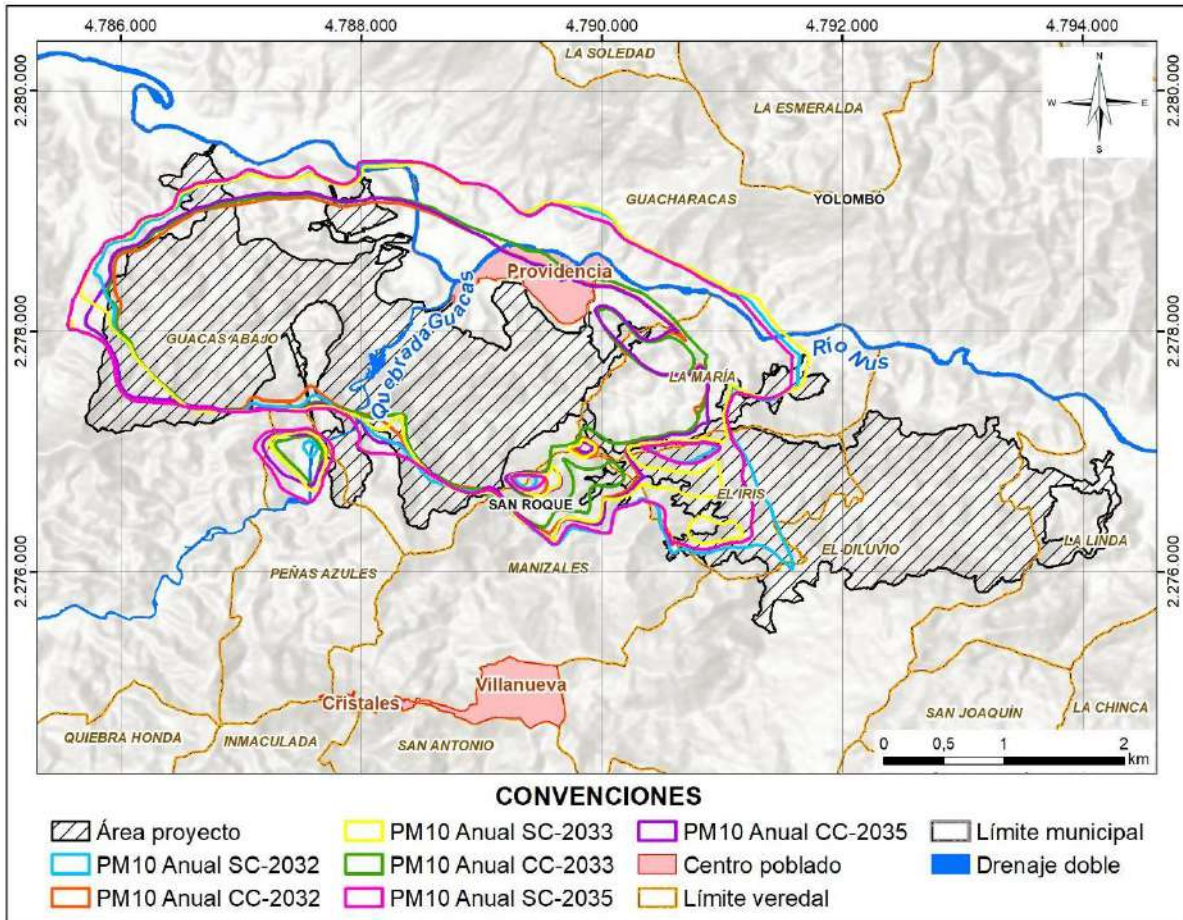 4.786.000 4.788.000 4.790.000 4.792.000 4.794.000
LA SOLEDAD
N
W E
S
2.280.000 2.280.000
LA ESMERALDA
GUACHARACAS
YOLOMBÓ
Providencia
Quebrada Guacas
2.278.000 2.278.000
GUACAS ABAJO
Río Nus
LA MARÍA
SAN ROQUE
EL IRIS
EL DILUVIO
LA LINDA
2.276.000 2.276.000
PEÑAS AZULES
MANIZALES
Villanueva
Cristales
SAN JOAQUÍN
LA CHINCA
QUIEBRA HONDA
INMACULADA
SAN ANTONIO
0 0,5 1 2
km
CONVENCIONES
Área proyecto PM10 Anual SC-2033 PM10 Anual CC-2035 Límite municipal
PM10 Anual SC-2032 PM10 Anual CC-2033 Centro poblado Drenaje doble
PM10 Anual CC-2032 PM10 Anual SC-2035 Límite veredal